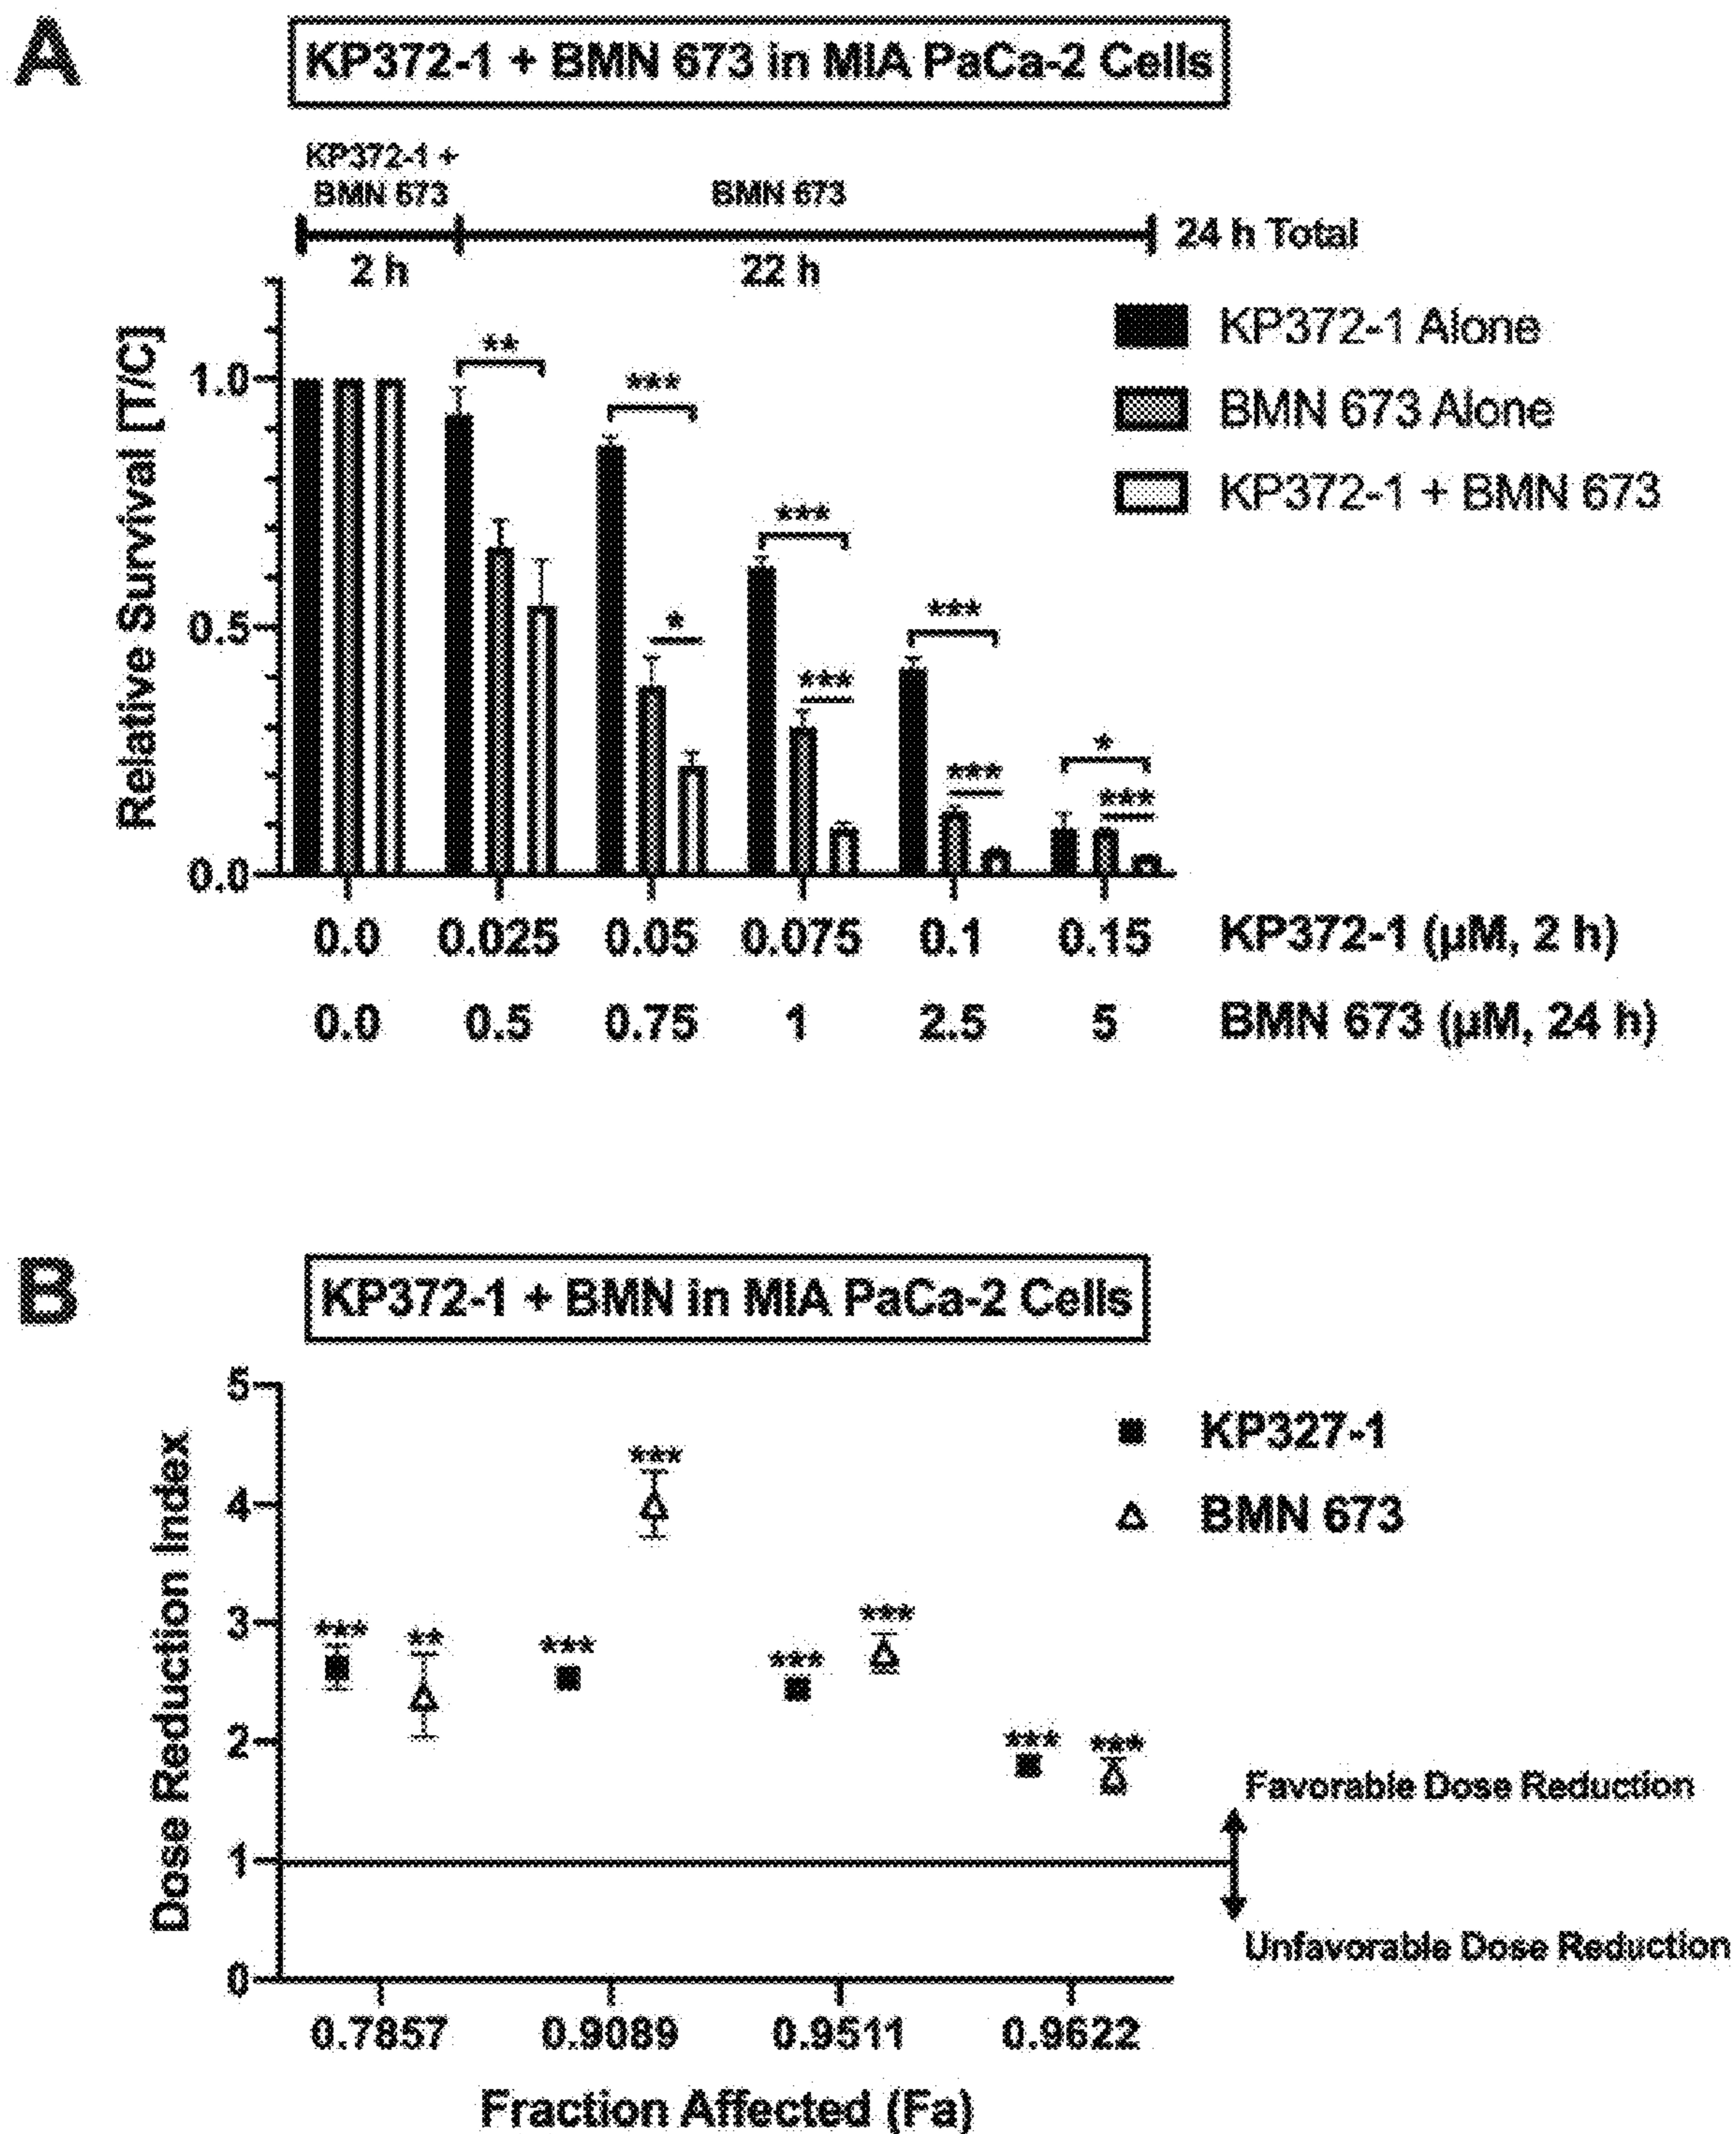 A
KP372-1 + BMN 673 in MIA PaCa-2 Cells
KP372-1 +
BMN 673
BMN 673
24 h Total
2 h
22 h
KP372-1 Alone
BMN 673 Alone
KP372-1 + BMN 673
Relative Survival [T/C]
1.0
0.5
0.0
**
***
*
***
***
***
***
*
***
0.0 0.025 0.05 0.075 0.1 0.15 KP372-1 (µM, 2 h)
0.0 0.5 0.75 1 2.5 5 BMN 673 (µM, 24 h)
B
KP372-1 + BMN in MIA PaCa-2 Cells
Dose Reduction Index
5
4
3
2
1
0
KP327-1
BMN 673
***
**
***
***
***
***
***
***
Favorable Dose Reduction
Unfavorable Dose Reduction
0.7857 0.9089 0.9511 0.9622
Fraction Affected (Fa)